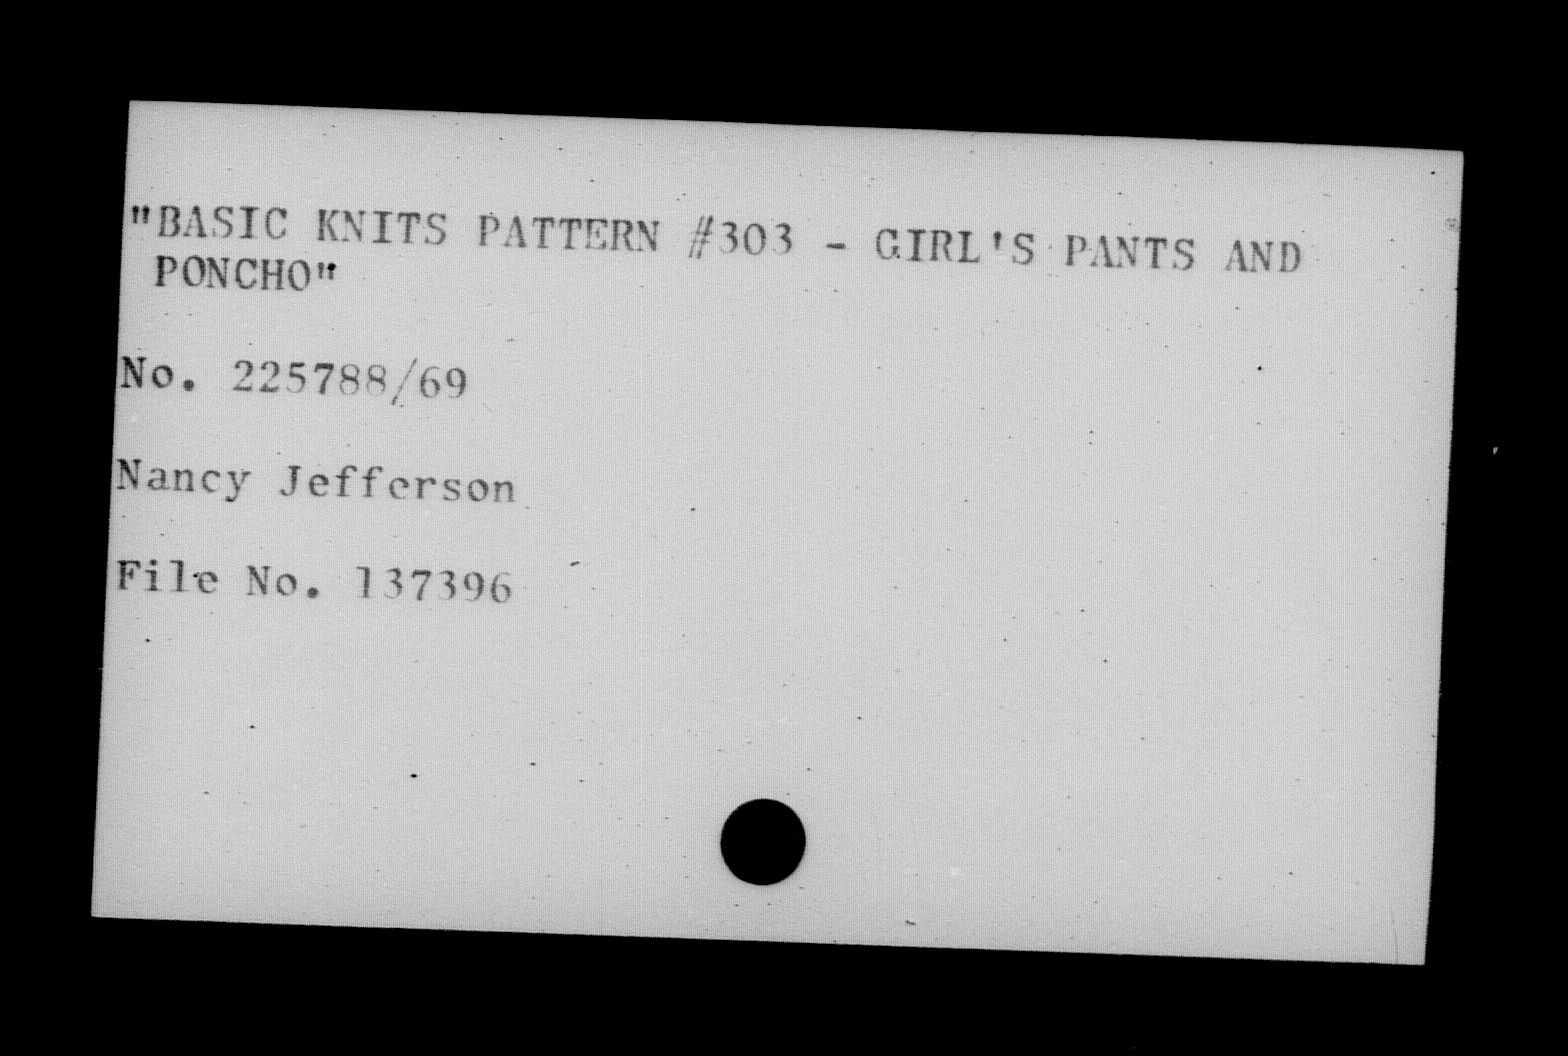 "BASIC KNITS PATTERN #303 - GIRL'S PANTS AND
PONCHO"
No. 225788/69
Nancy Jefferson
File No. 137396